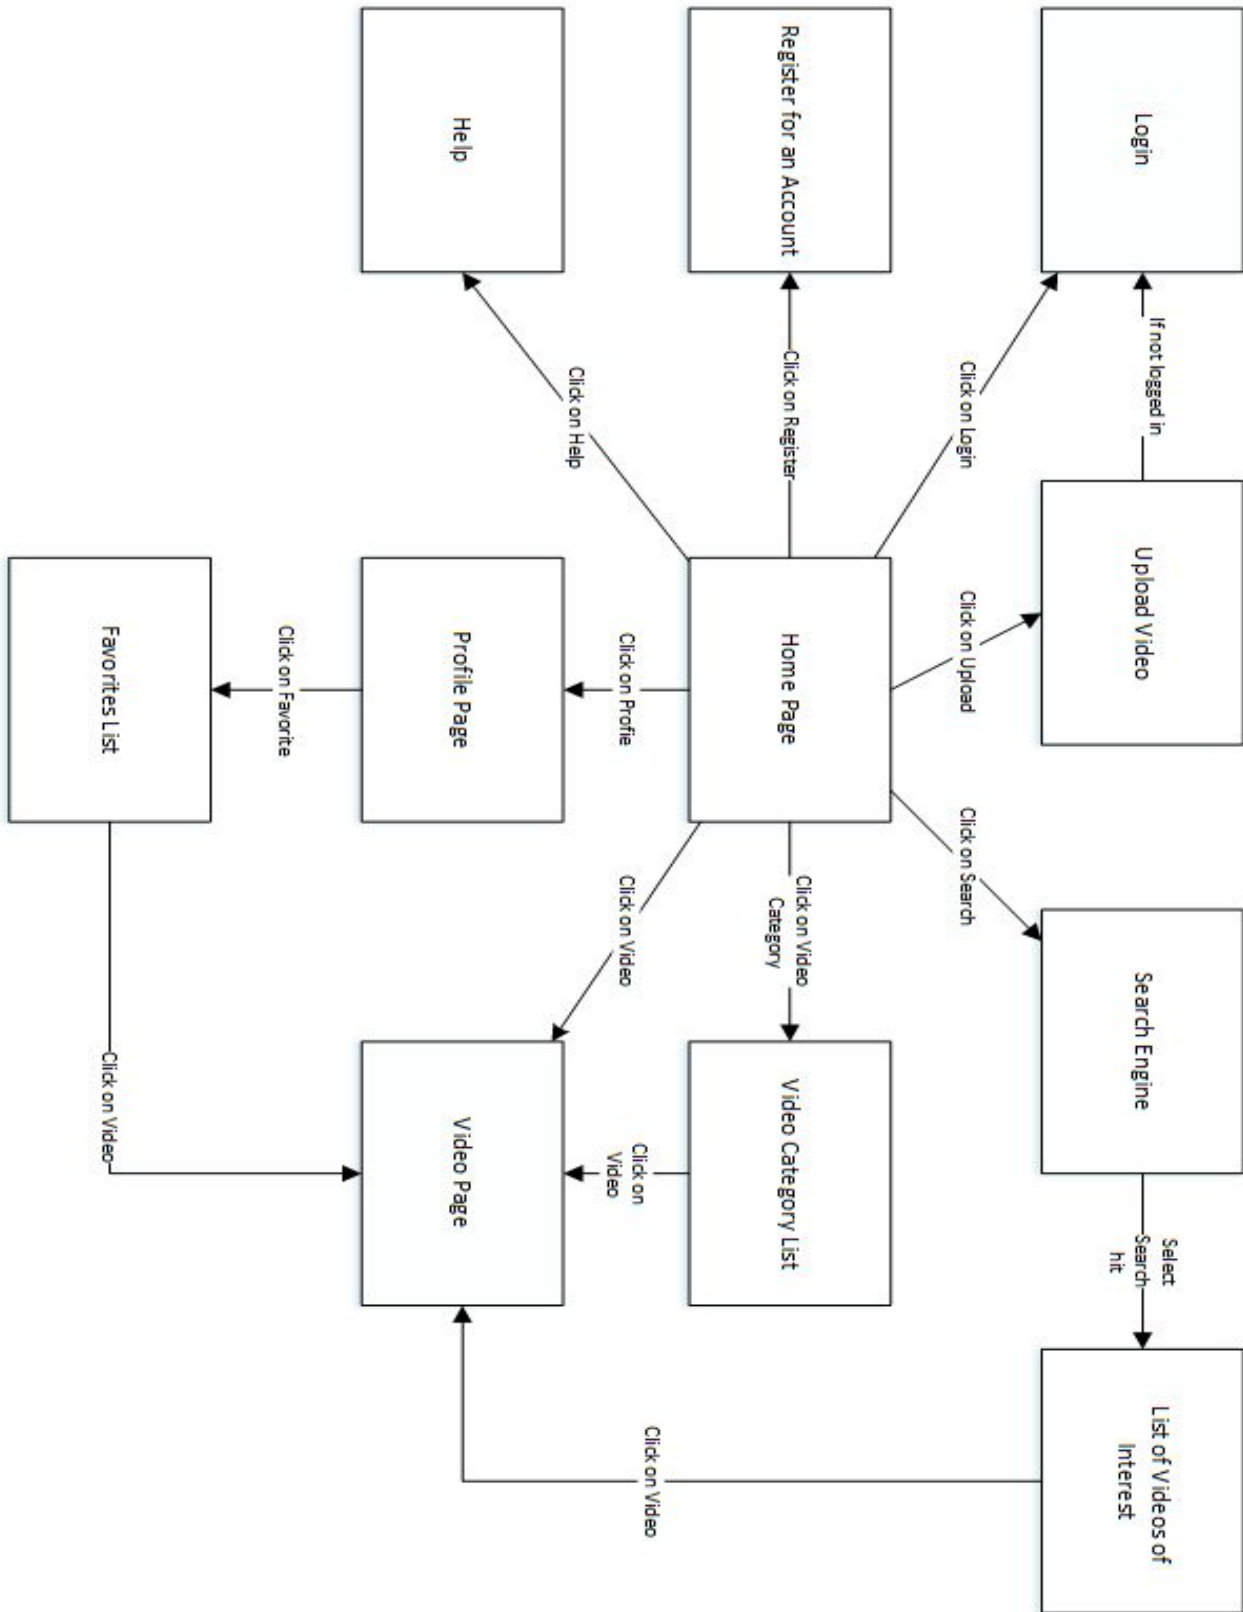 Login
If not logged in
Upload Video
Search Engine
Select
Search
hit
List of Videos of
Interest
Click on Login
Click on Upload
Click on Search
Register for an Account
Click on Register
Home Page
Click on Video
Category
Video Category List
Click on Help
Click on Profie
Click on Video
Click on
Video
Click on Video
Help
Profile Page
Video Page
Click on Favorite
Favorites List
Click on Video